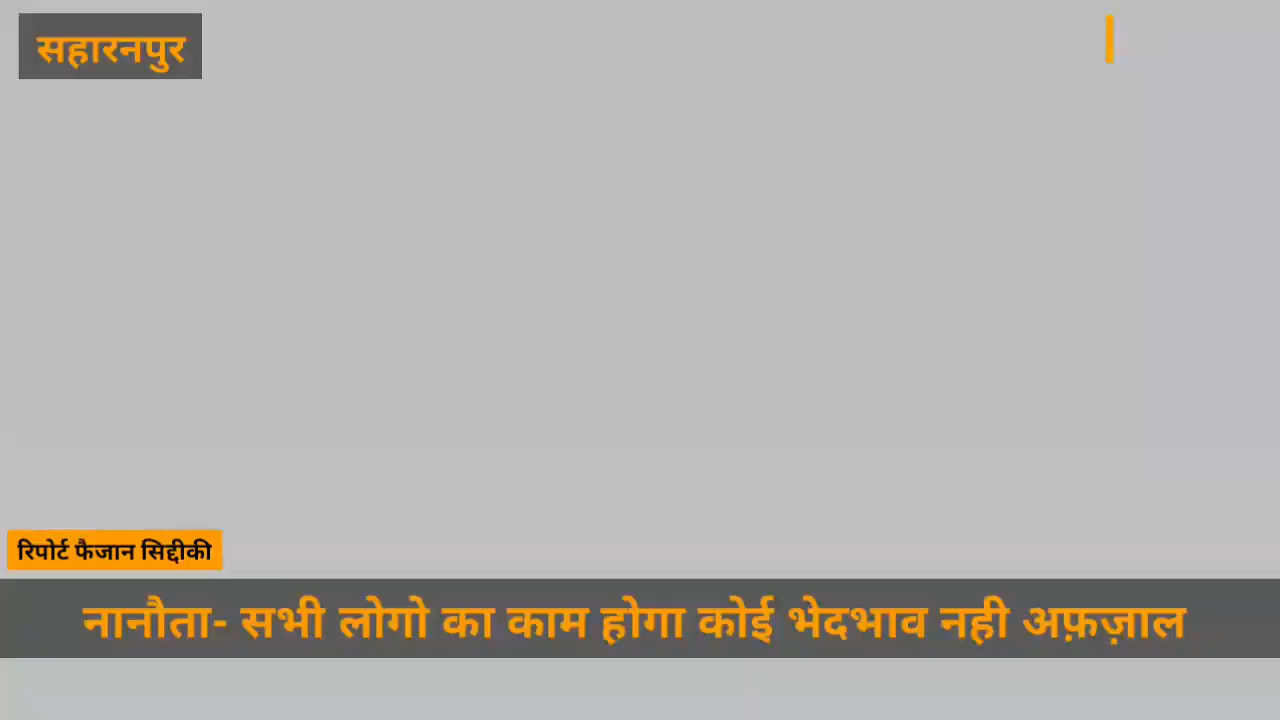 सहारनपुर
रिपोर्ट फैजान सिद्दीकी
नानौता- सभी लोगो का काम होगा कोई भेदभाव नही अफ़ज़ाल